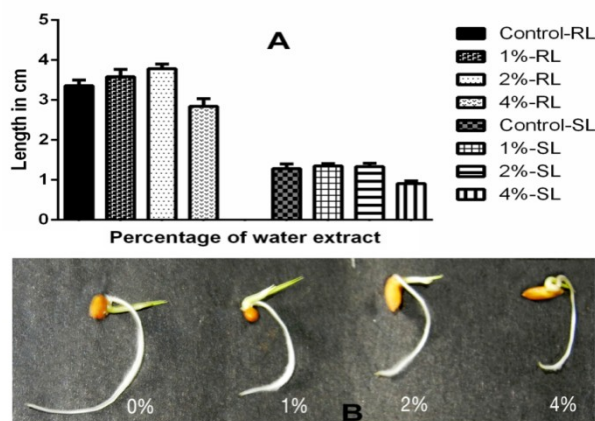 A
Length in cm
5
4
3
2
1
0
Percentage of water extract
Control-RL
1%-RL
2%-RL
4%-RL
Control-SL
1%-SL
2%-SL
4%-SL
0%
1%
B
2%
4%